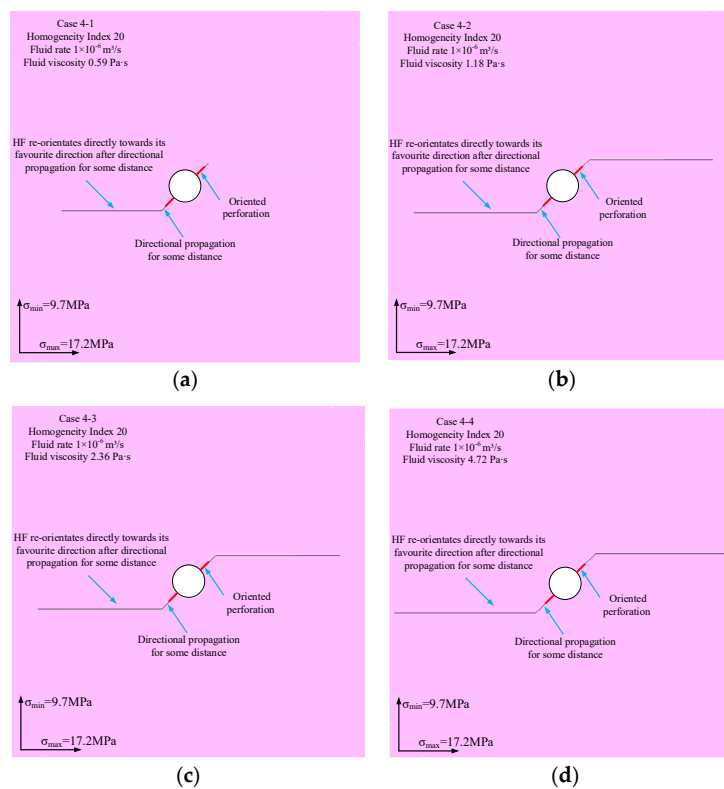 Case 4-1
Homogeneity Index 20
Fluid rate 1×10⁻⁶ m³/s
Fluid viscosity 0.59 Pa·s
HF re-orientates directly towards its
favourite direction after directional
propagation for some distance
Oriented
perforation
Directional propagation
for some distance
σmin=9.7MPa
σmax=17.2MPa
(a)
Case 4-2
Homogeneity Index 20
Fluid rate 1×10⁻⁶ m³/s
Fluid viscosity 1.18 Pa·s
HF re-orientates directly towards its
favourite direction after directional
propagation for some distance
Oriented
perforation
Directional propagation
for some distance
σmin=9.7MPa
σmax=17.2MPa
(b)
Case 4-3
Homogeneity Index 20
Fluid rate 1×10⁻⁶ m³/s
Fluid viscosity 2.36 Pa·s
HF re-orientates directly towards its
favourite direction after directional
propagation for some distance
Oriented
perforation
Directional propagation
for some distance
σmin=9.7MPa
σmax=17.2MPa
(c)
Case 4-4
Homogeneity Index 20
Fluid rate 1×10⁻⁶ m³/s
Fluid viscosity 4.72 Pa·s
HF re-orientates directly towards its
favourite direction after directional
propagation for some distance
Oriented
perforation
Directional propagation
for some distance
σmin=9.7MPa
σmax=17.2MPa
(d)